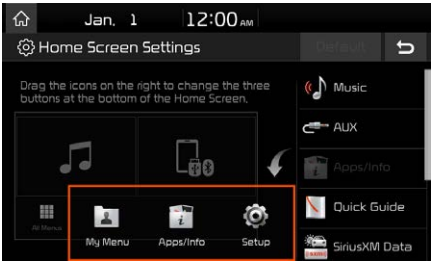 Jan. 1 12:00 AM
Home Screen Settings
Default
Drag the icons on the right to change the three
buttons at the bottom of the Home Screen.
Music
AUX
Apps/Info
Quick Guide
SiriusXM Data
All Menus
My Menu
Apps/Info
Setup